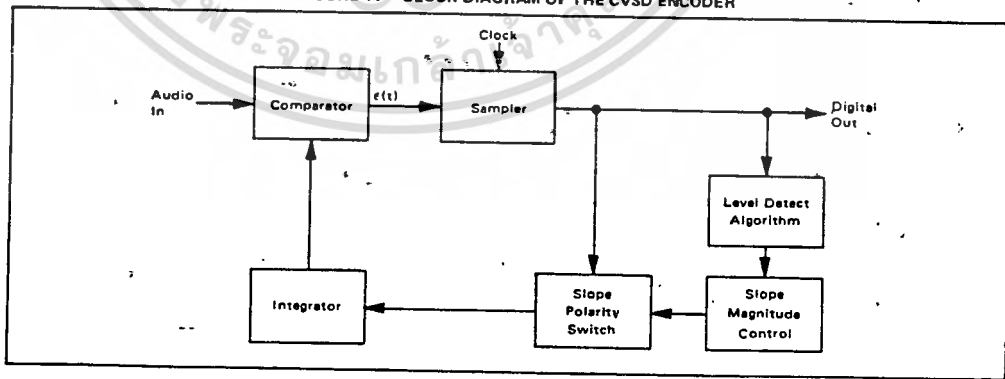 BLOCK DIAGRAM OF THE CVSD ENCODER
Clock
Audio
In
Comparator
ε(t)
Sampler
Digital
Out
Level Detect
Algorithm
Integrator
Slope
Polarity
Switch
Slope
Magnitude
Control